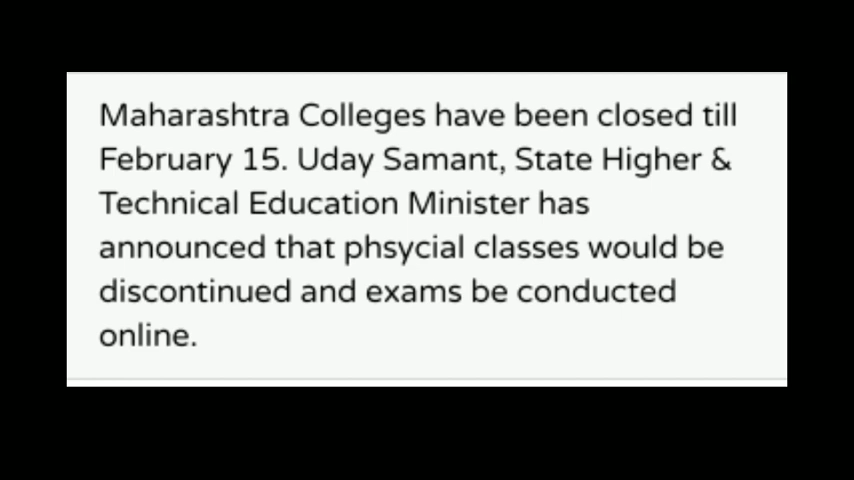 Maharashtra Colleges have been closed till
February 15. Uday Samant, State Higher &
Technical Education Minister has
announced that phsycial classes would be
discontinued and exams be conducted
online.